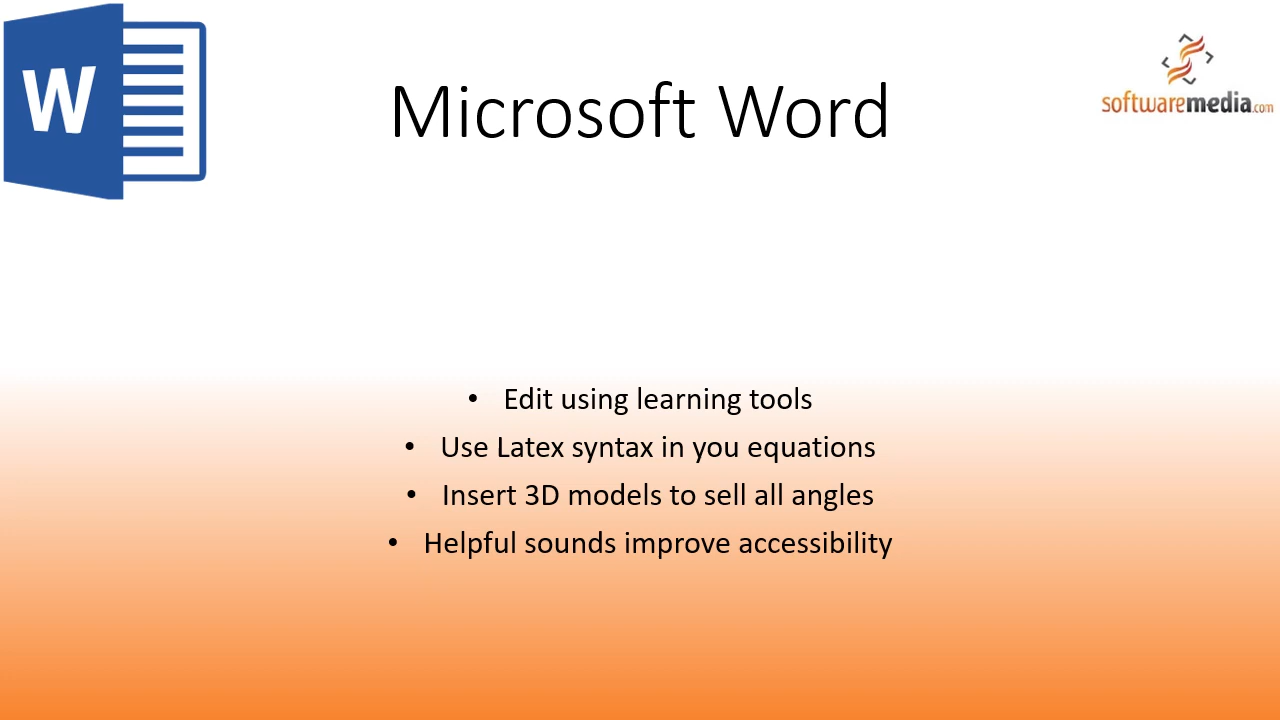 W
Microsoft Word
softwaremedia.com
• Edit using learning tools
• Use Latex syntax in you equations
• Insert 3D models to sell all angles
• Helpful sounds improve accessibility